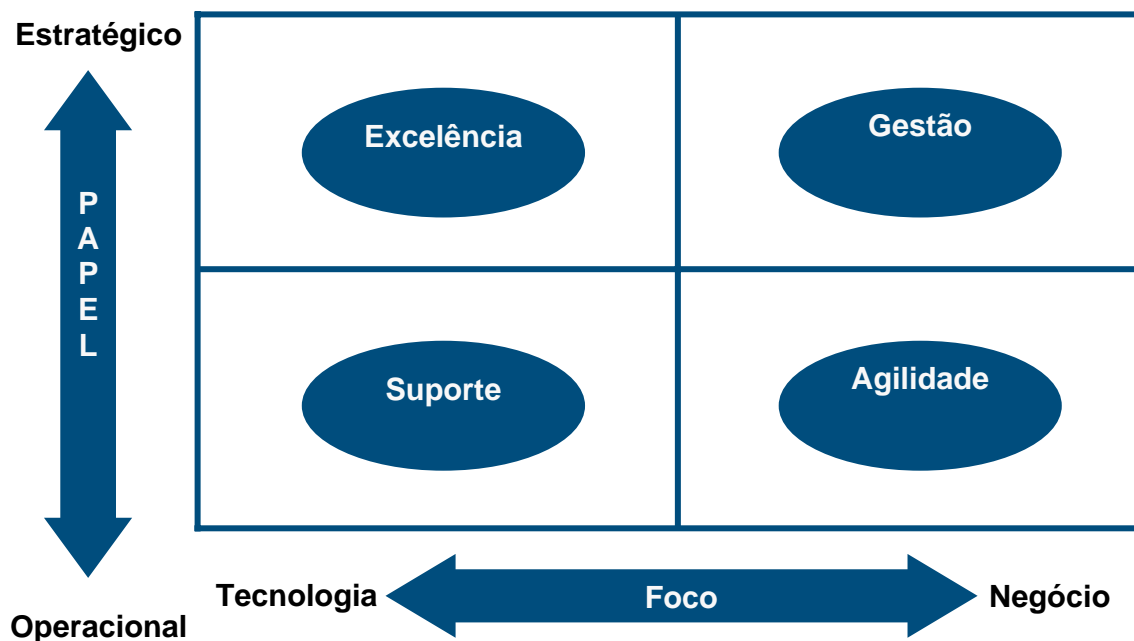 Estratégico
Excelência
Gestão
P
A
P
E
L
Suporte
Agilidade
Tecnologia
Foco
Negócio
Operacional